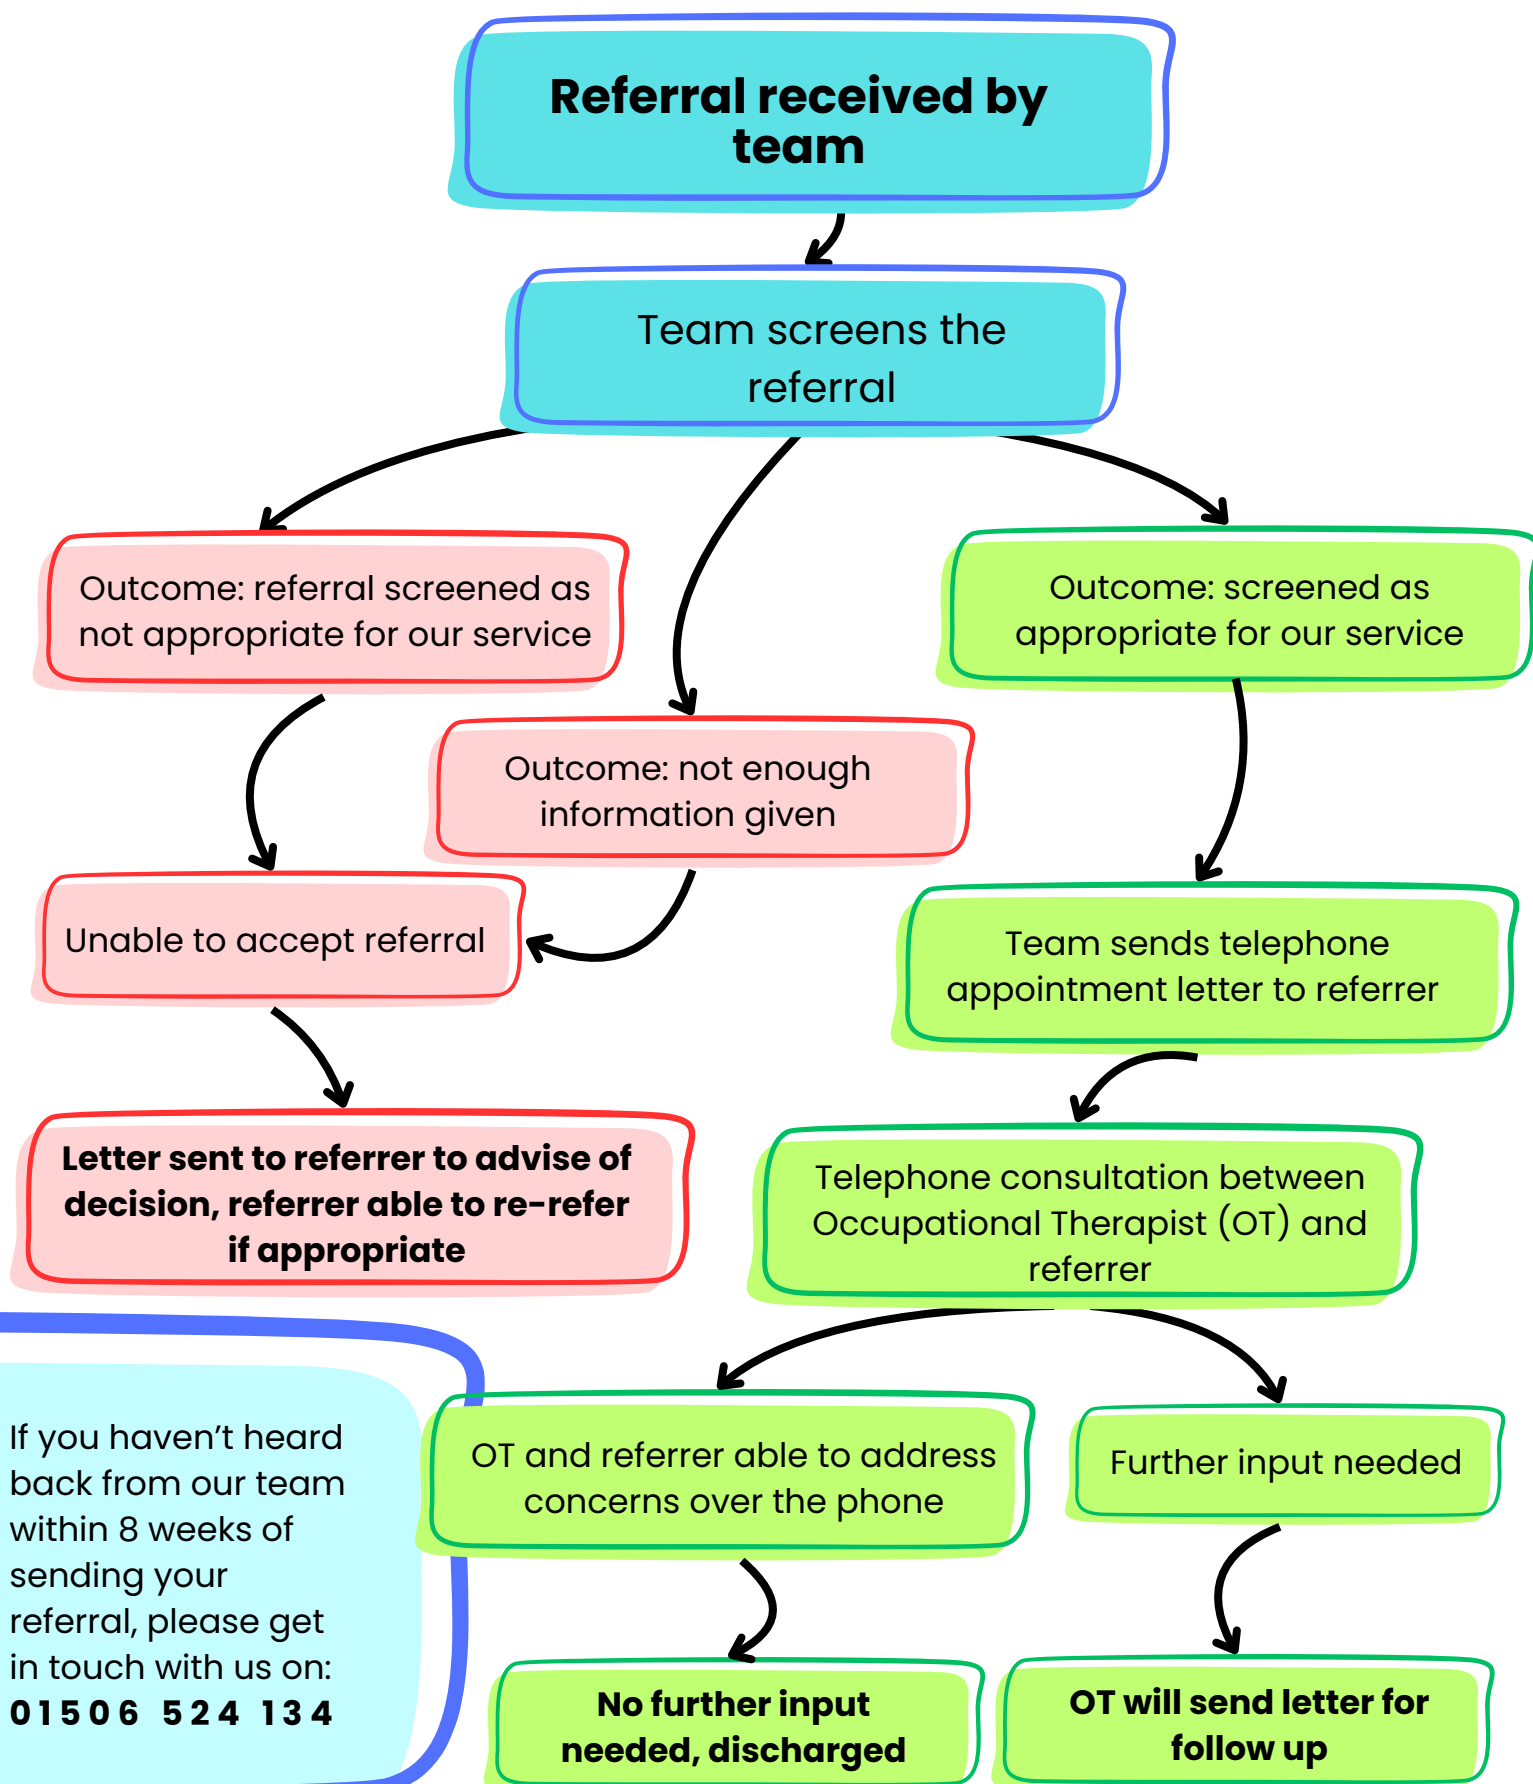 Referral received by
team
Team screens the
referral
Outcome: referral screened as
not appropriate for our service
Outcome: screened as
appropriate for our service
Outcome: not enough
information given
Unable to accept referral
Team sends telephone
appointment letter to referrer
Letter sent to referrer to advise of
decision, referrer able to re-refer
if appropriate
Telephone consultation between
Occupational Therapist (OT) and
referrer
If you haven't heard
back from our team
within 8 weeks of
sending your
referral, please get
in touch with us on:
01506 524 134
OT and referrer able to address
concerns over the phone
Further input needed
No further input
needed, discharged
OT will send letter for
follow up